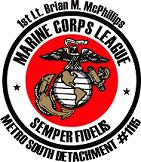 1st Lt. Brian M. McPhillips
MARINE CORPS LEAGUE
SEMPER FIDELIS
METRO SOUTH DETACHMENT #1115